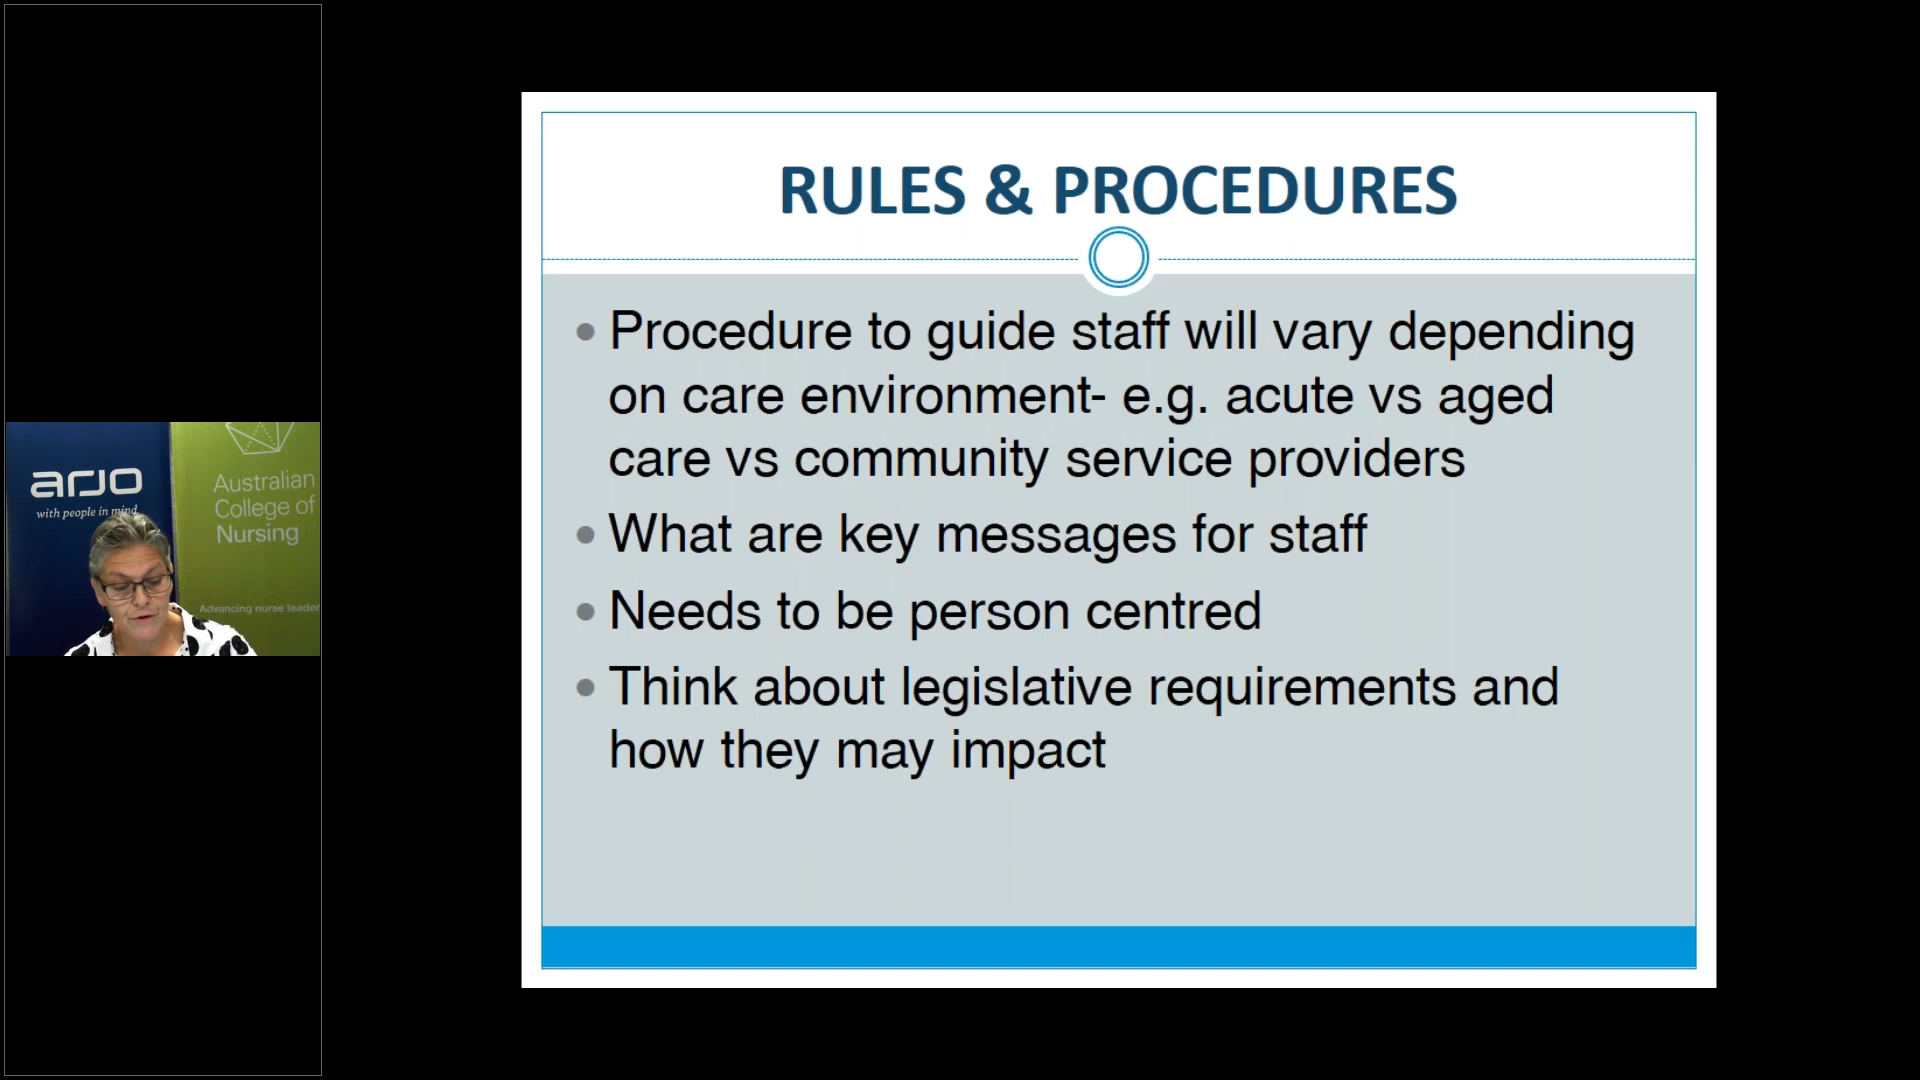 arjo
with people in mind
Australian
College of
Nursing
Advancing nurse leader
RULES & PROCEDURES
• Procedure to guide staff will vary depending
on care environment- e.g. acute vs aged
care vs community service providers
• What are key messages for staff
• Needs to be person centred
• Think about legislative requirements and
how they may impact